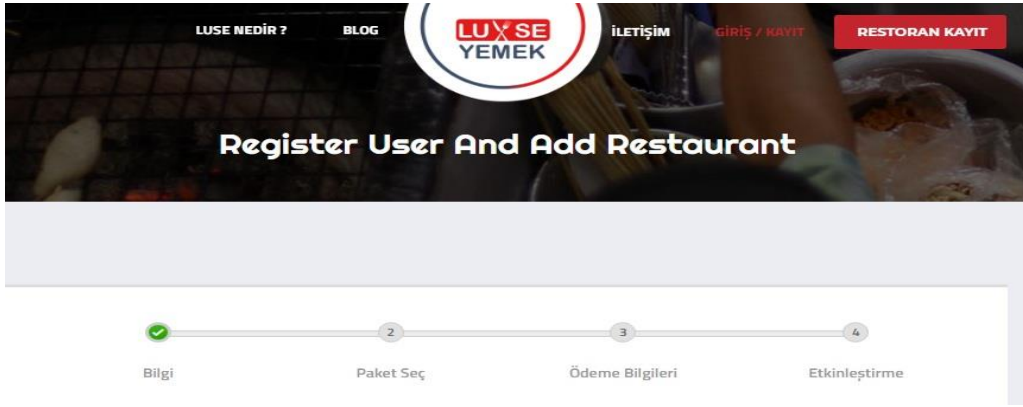 LUSE NEDİR ?
BLOG
LUXSE
YEMEK
İLETİŞİM
GİRİŞ / KAYIT
RESTORAN KAYIT
Register User And Add Restaurant
2
3
4
Bilgi
Paket Seç
Ödeme Bilgileri
Etkinleştirme